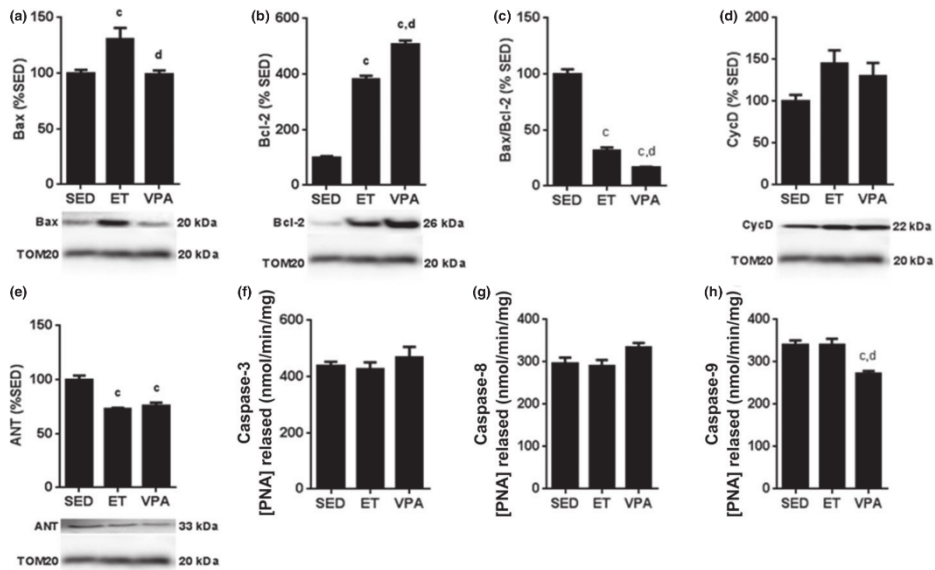 (a)
Bax (%SED)
150
100
50
0
c
d
SED ET VPA
Bax 20 kDa
TOM20 20 kDa
(b)
Bcl-2 (% SED)
600
400
200
0
c
c,d
SED ET VPA
Bcl-2 26 kDa
TOM20 20 kDa
(c)
Bax/Bcl-2 (% SED)
150
100
50
0
c
c,d
SED ET VPA
(d)
CycD (% SED)
200
150
100
50
0
SED ET VPA
CycD 22 kDa
TOM20 20 kDa
(e)
ANT (%SED)
150
100
50
0
c
c
SED ET VPA
ANT 33 kDa
TOM20 20 kDa
(f)
Caspase-3
[PNA] relased (nmol/min/mg)
600
400
200
0
SED ET VPA
(g)
Caspase-8
[PNA] relased (nmol/min/mg)
400
300
200
100
0
SED ET VPA
(h)
Caspase-9
[PNA] relased (nmol/min/mg)
400
300
200
100
0
c,d
SED ET VPA